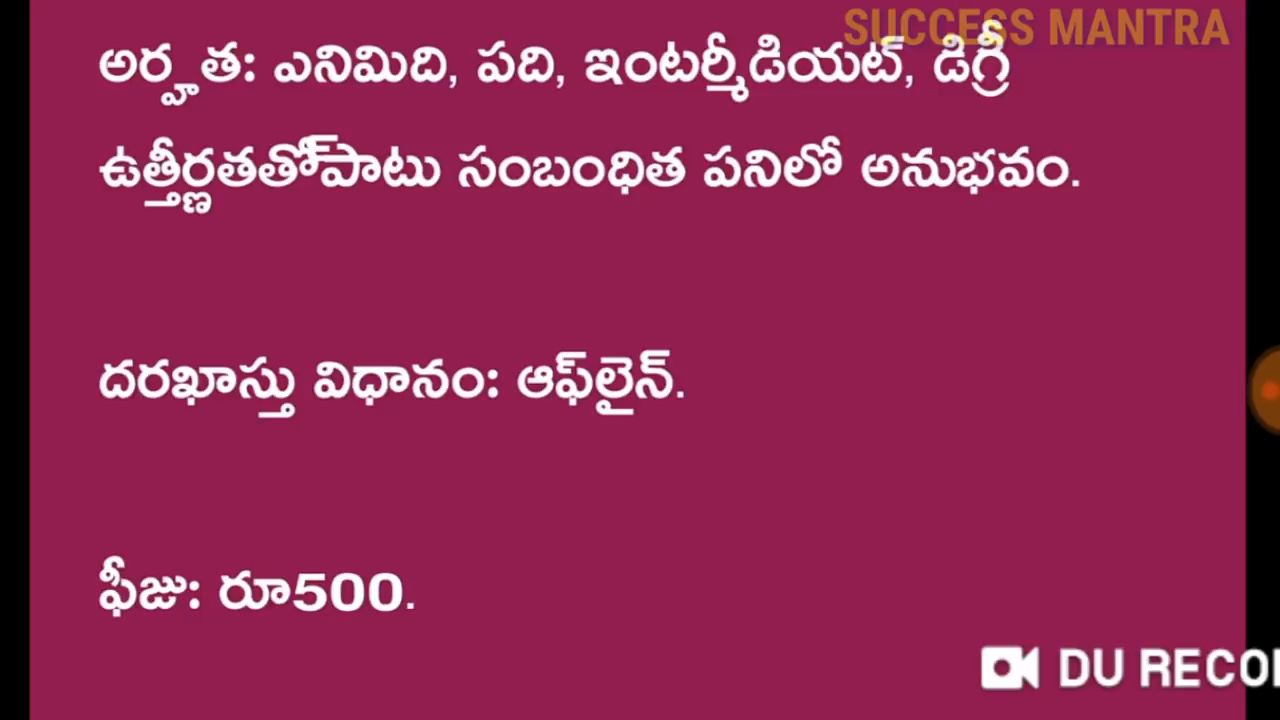 SUCCESS MANTRA
అర్హత: ఎనిమిది, పది, ఇంటర్మీడియట్, డిగ్రీ
ఉత్తీర్ణతతోపాటు సంబంధిత పనిలో అనుభవం.
దరఖాస్తు విధానం: ఆఫ్‌లైన్.
ఫీజు: రూ500.
DU RECO